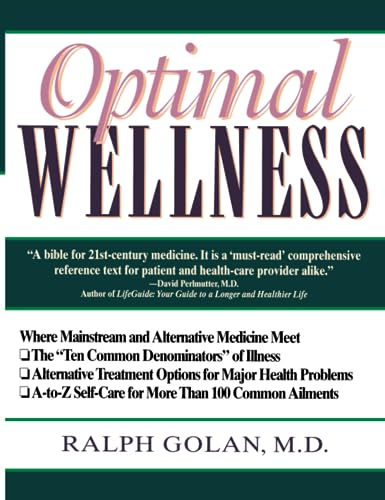 Optimal
WELLNESS
“A bible for 21st-century medicine. It is a ‘must-read’ comprehensive
reference text for patient and health-care provider alike.”
—David Perlmutter, M.D.
Author of LifeGuide: Your Guide to a Longer and Healthier Life
Where Mainstream and Alternative Medicine Meet
❏ The “Ten Common Denominators” of Illness
❏ Alternative Treatment Options for Major Health Problems
❏ A-to-Z Self-Care for More Than 100 Common Ailments
RALPH GOLAN, M.D.